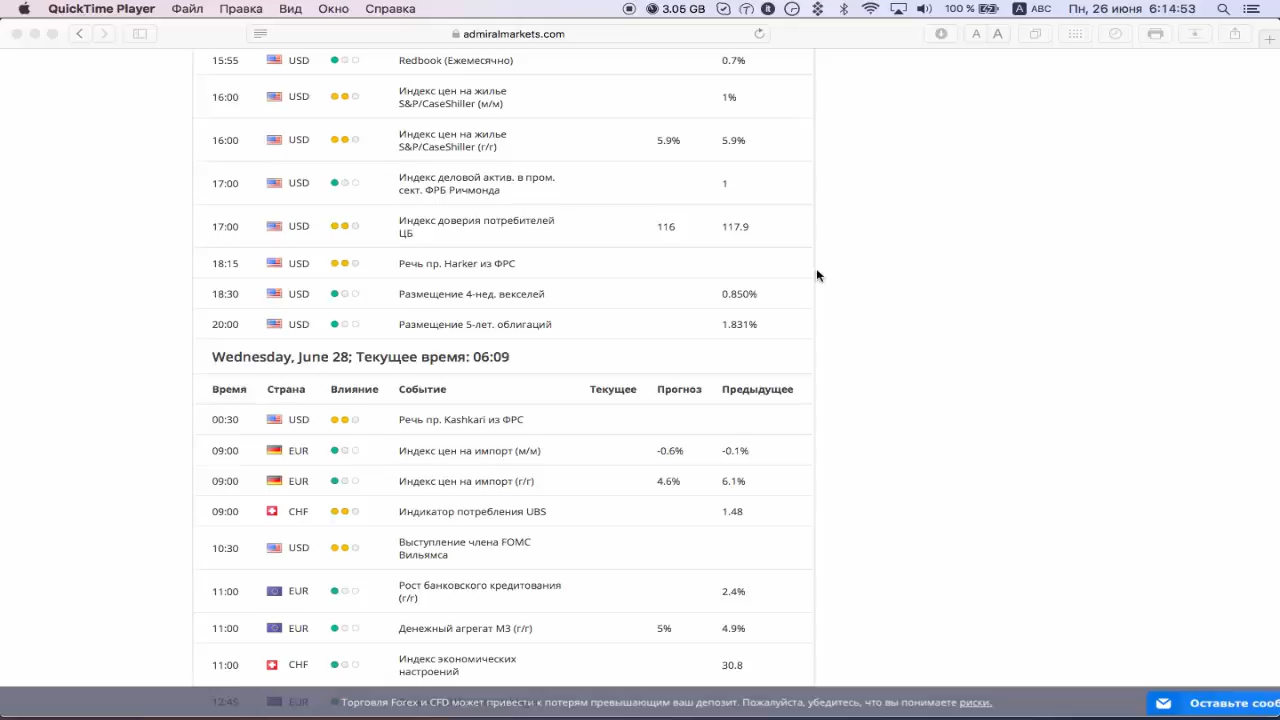 QuickTime Player Файл Правка Вид Окно Справка 3.05 GB 100 % A ABC Пн, 26 июня 6:14:53
admiralmarkets.com A A
15:55 USD Redbook (Ежемесячно) 0.7%
16:00 USD Индекс цен на жилье S&P/CaseShiller (м/м) 1%
16:00 USD Индекс цен на жилье S&P/CaseShiller (г/г) 5.9% 5.9%
17:00 USD Индекс деловой актив. в пром. сект. ФРБ Ричмонда 1
17:00 USD Индекс доверия потребителей ЦБ 116 117.9
18:15 USD Речь пр. Harker из ФРС
18:30 USD Размещение 4-нед. векселей 0.850%
20:00 USD Размещение 5-лет. облигаций 1.831%
Wednesday, June 28; Текущее время: 06:09
Время Страна Влияние Событие Текущее Прогноз Предыдущее
00:30 USD Речь пр. Kashkari из ФРС
09:00 EUR Индекс цен на импорт (м/м) -0.6% -0.1%
09:00 EUR Индекс цен на импорт (г/г) 4.6% 6.1%
09:00 CHF Индикатор потребления UBS 1.48
10:30 USD Выступление члена FOMC Вильямса
11:00 EUR Рост банковского кредитования (г/г) 2.4%
11:00 EUR Денежный агрегат М3 (г/г) 5% 4.9%
11:00 CHF Индекс экономических настроений 30.8
12:45 EUR
Торговля Forex и CFD может привести к потерям превышающим ваш депозит. Пожалуйста, убедитесь, что вы понимаете риски.
Оставьте соо